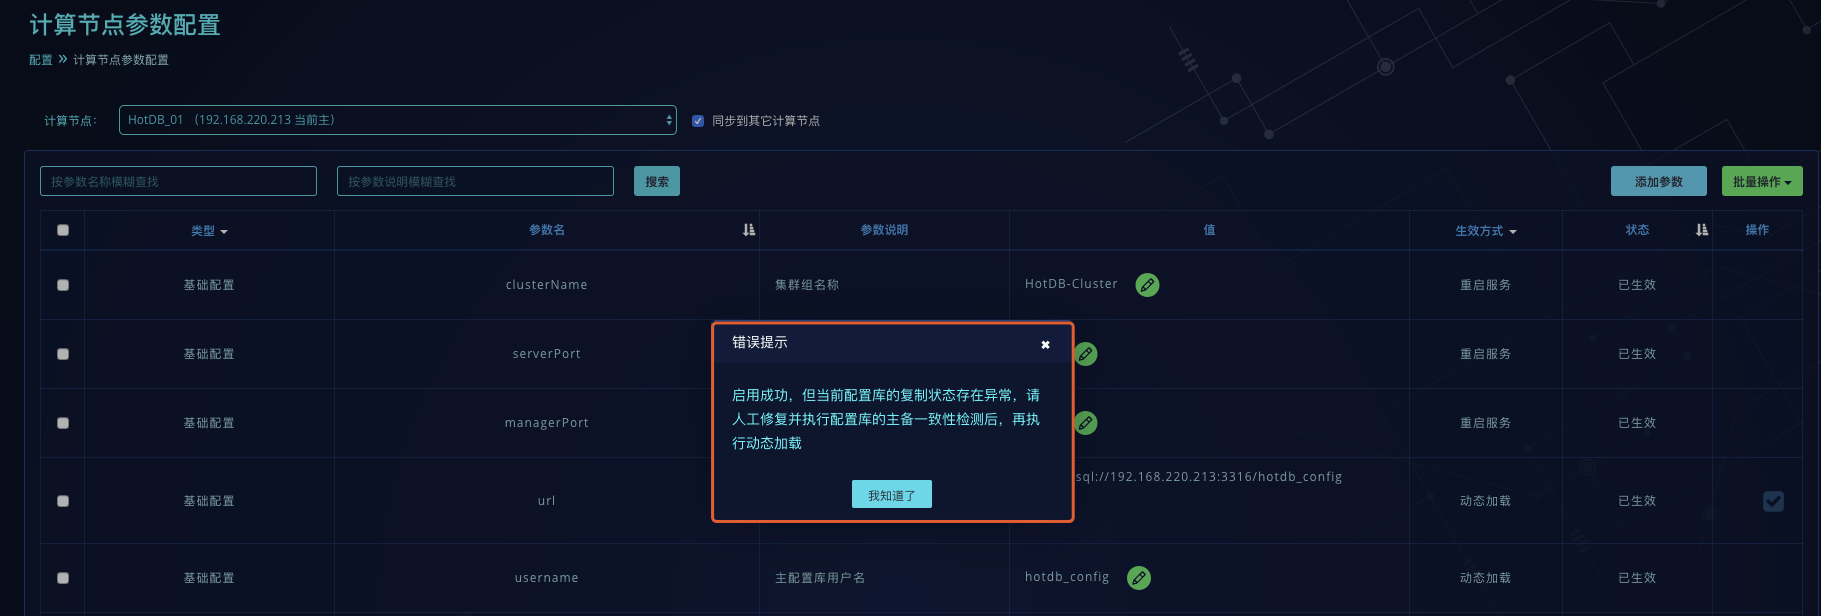 计算节点参数配置
配置 » 计算节点参数配置
计算节点： HotDB_01 （192.168.220.213 当前主） 同步到其它计算节点
按参数名称模糊查找 按参数说明模糊查找 搜索 添加参数 批量操作
类型 参数名 参数说明 值 生效方式 状态 操作
基础配置 clusterName 集群组名称 HotDB-Cluster 重启服务 已生效
基础配置 serverPort 重启服务 已生效
基础配置 managerPort 重启服务 已生效
错误提示
启用成功，但当前配置库的复制状态存在异常，请
人工修复并执行配置库的主备一致性检测后，再执
行动态加载
我知道了
基础配置 url sql://192.168.220.213:3316/hotdb_config 动态加载 已生效
基础配置 username 主配置库用户名 hotdb_config 动态加载 已生效